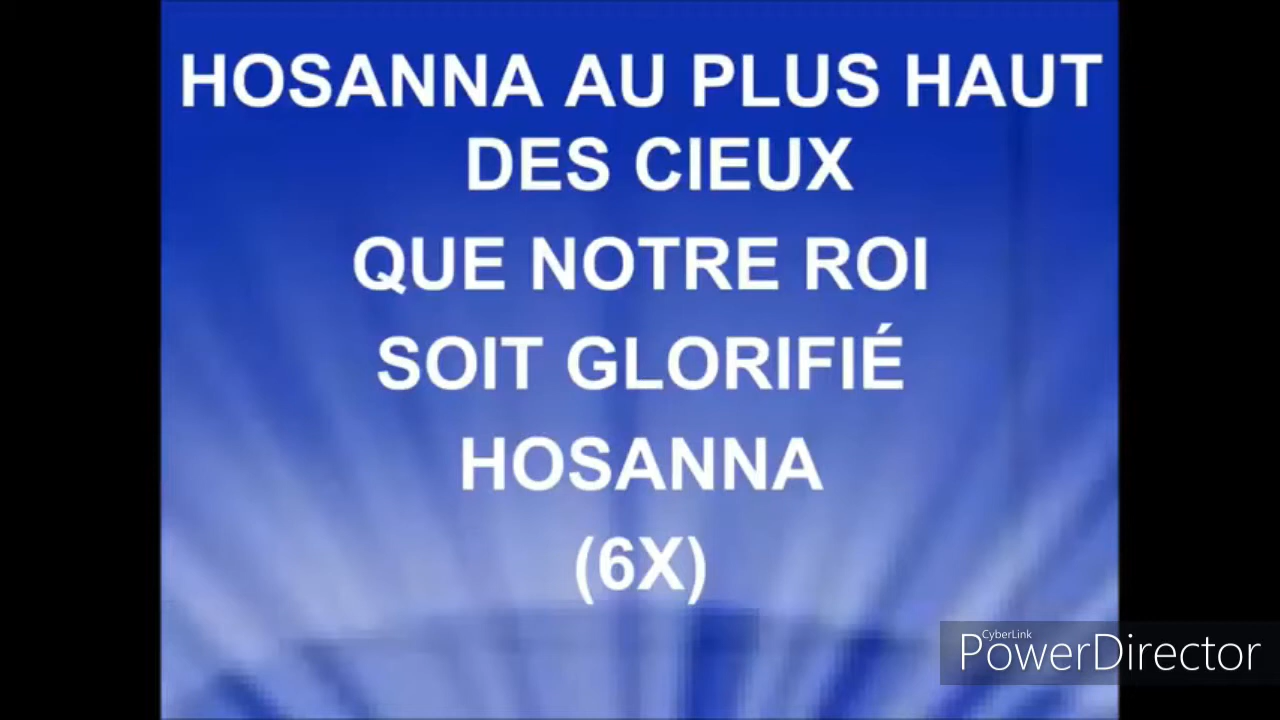 HOSANNA AU PLUS HAUT
DES CIEUX
QUE NOTRE ROI
SOIT GLORIFIÉ
HOSANNA
(6X)
CyberLink
PowerDirector